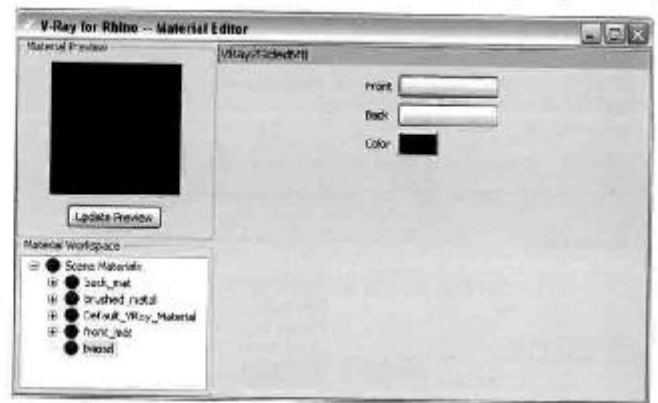 V-Ray for Rhino -- Material Editor
Material Preview
VRay2SidedMtl
Front
Back
Color
Update Preview
Material Workspace
Scene Materials
back_mat
brushed_metal
Default_VRay_Material
front_mat